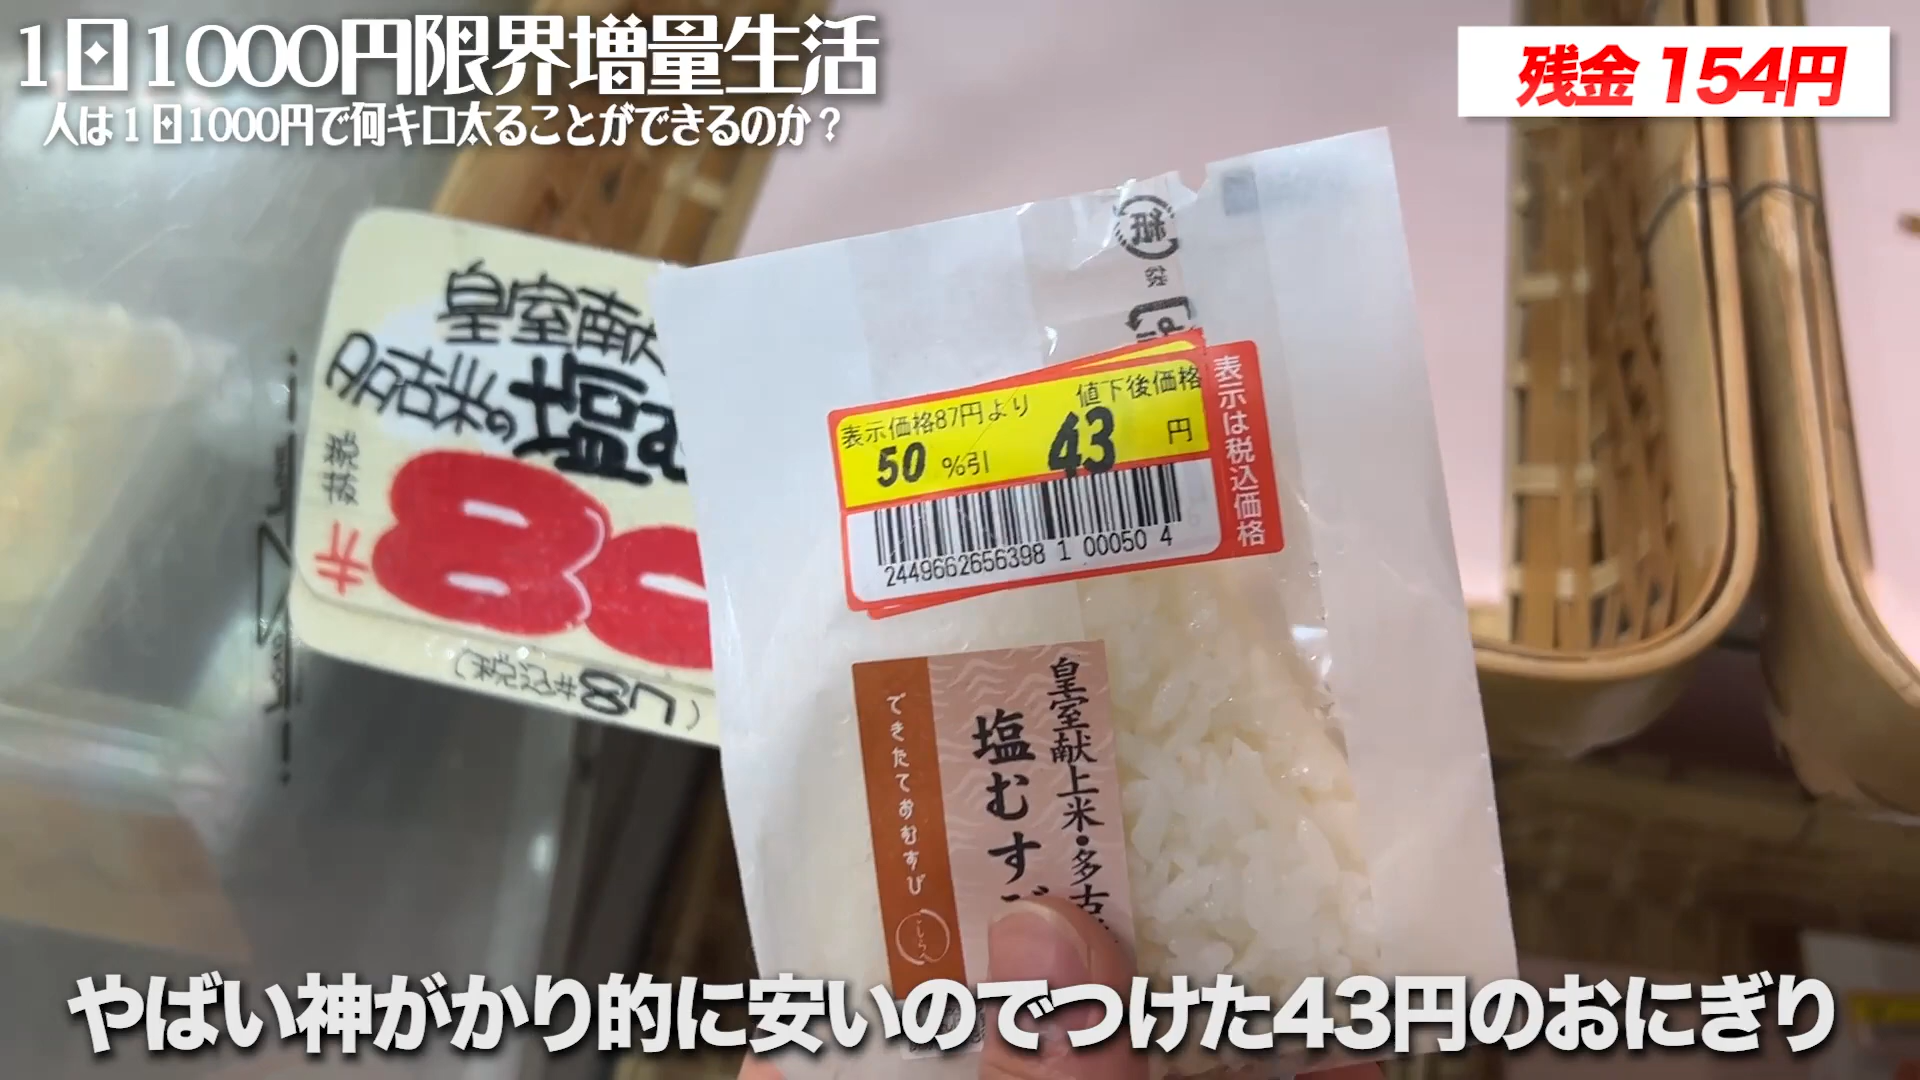 1日1000円限界増量生活
人は1日1000円で何キロ太ることができるのか？
残金 154円
皇室献
多古米の塩む
税抜
¥80
(税込¥87)
表示価格87円より
値下後価格
50 %引
43 円
2449662656398 1 00050 4
表示は税込価格
皇室献上米・多古
塩むすび
できたておむすび
こしらへ
やばい神がかり的に安いのでつけた43円のおにぎり